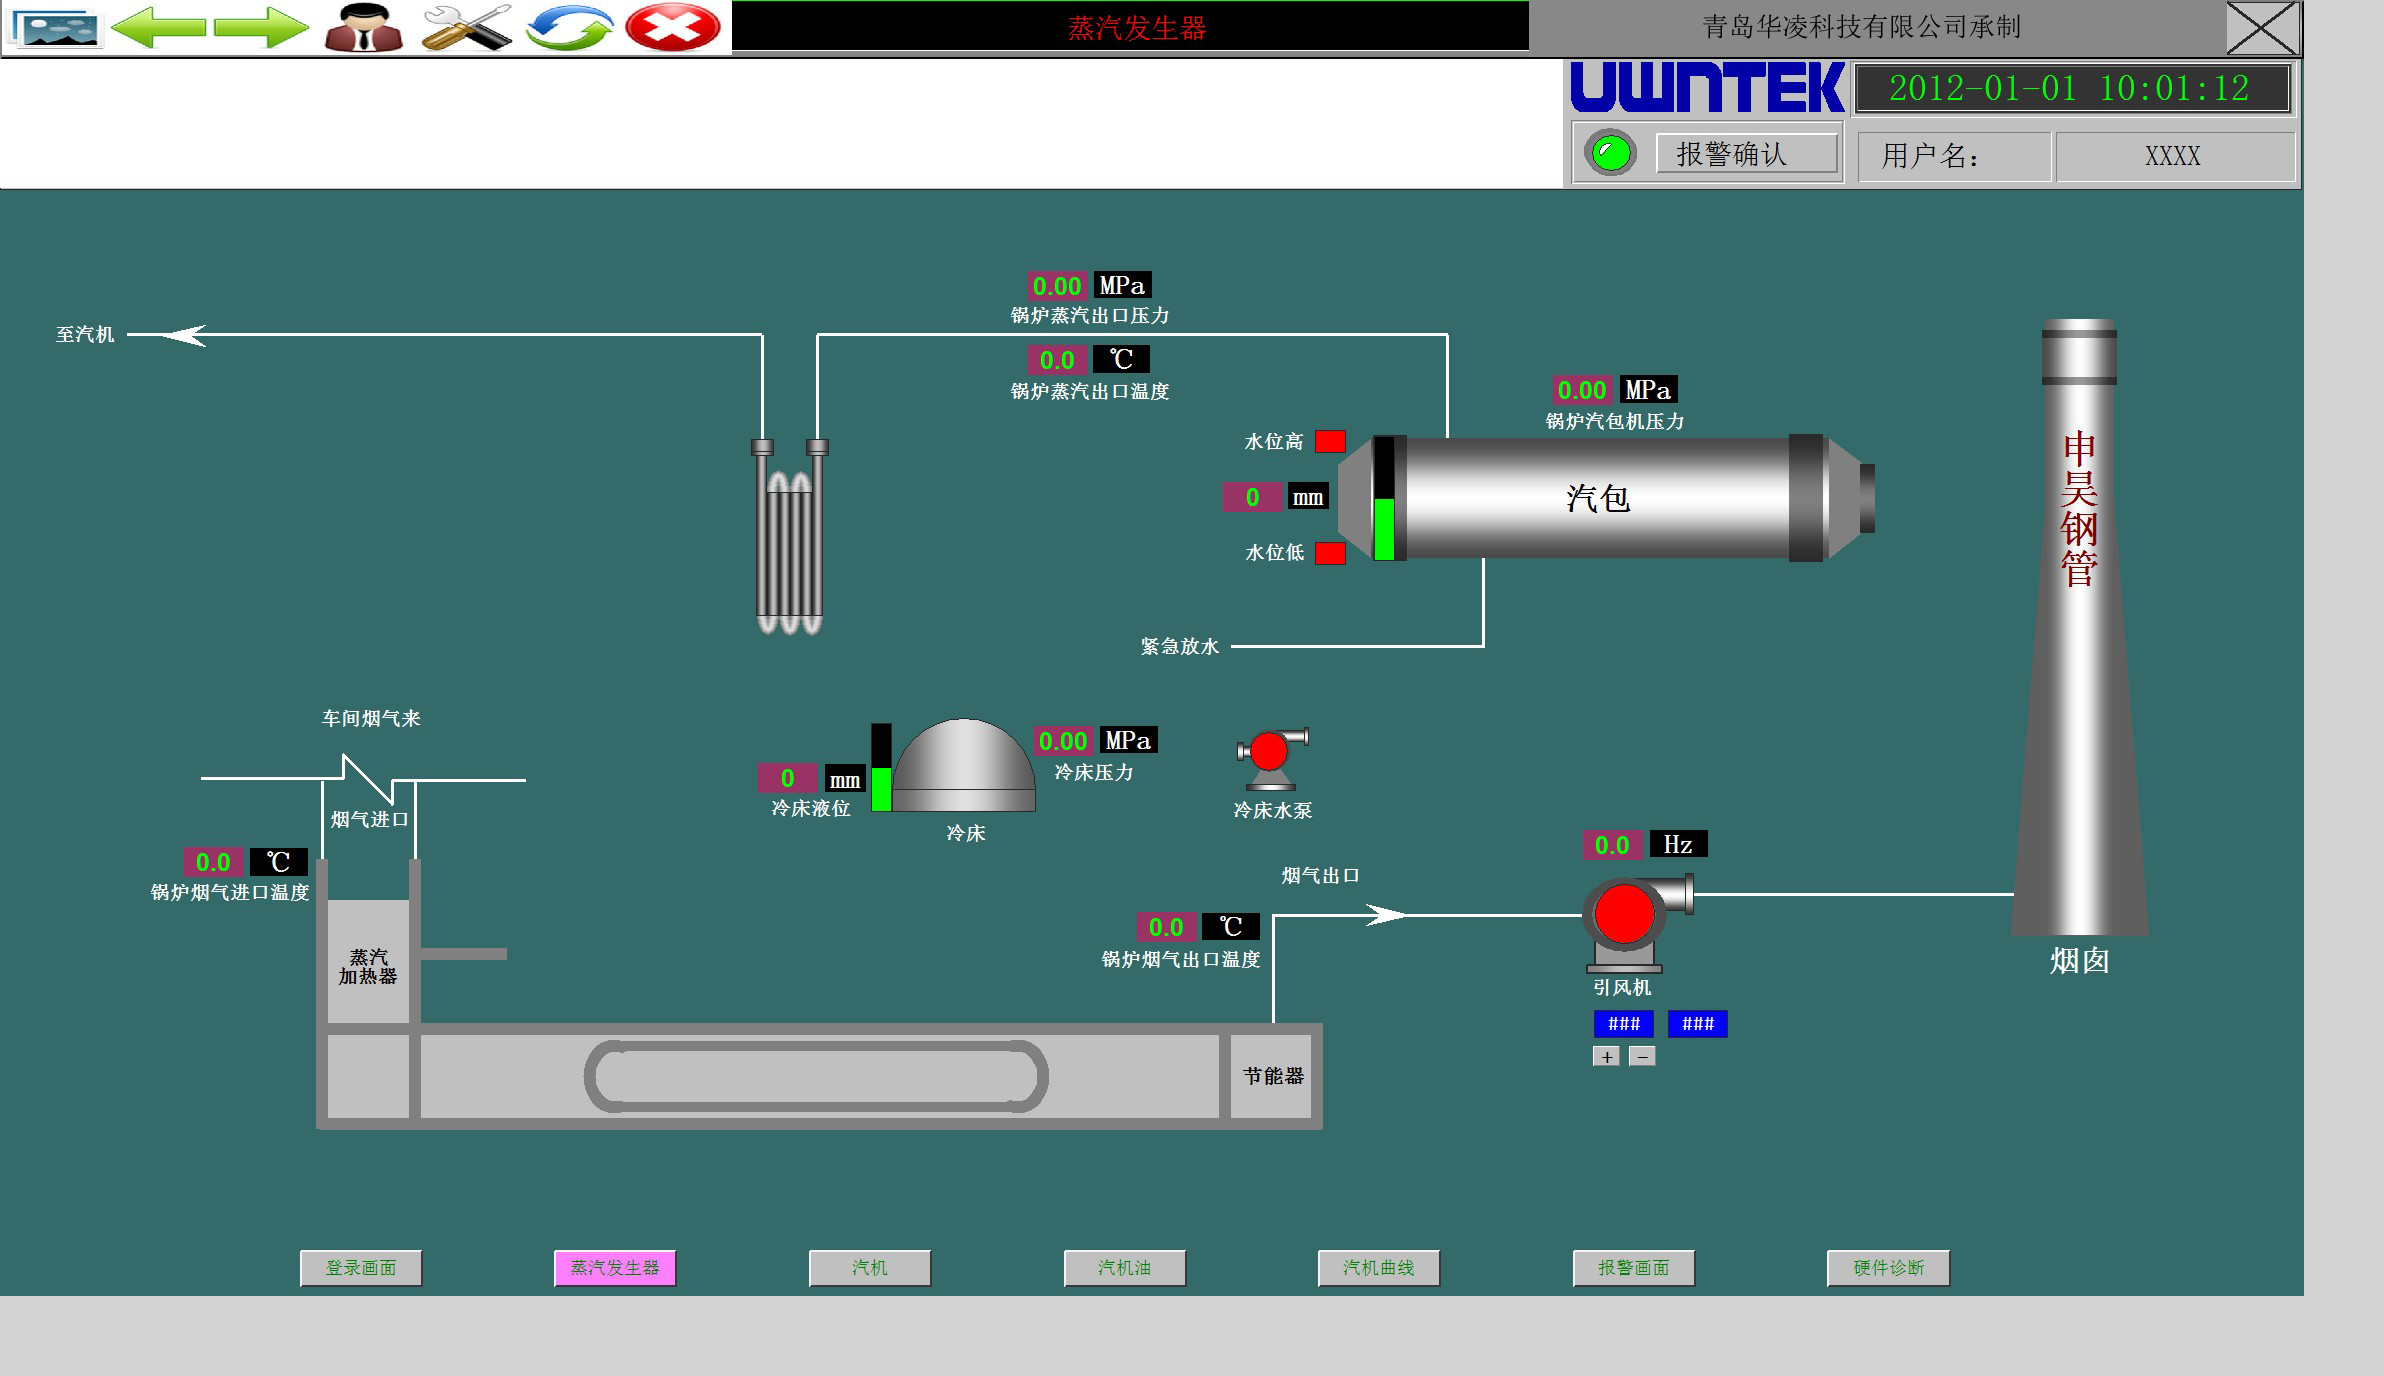 蒸汽发生器
青岛华凌科技有限公司承制
UWNTEK
2012-01-01 10:01:12
报警确认
用户名:
XXXX
0.00 MPa
锅炉蒸汽出口压力
至汽机
0.0 ℃
锅炉蒸汽出口温度
0.00 MPa
锅炉汽包机压力
水位高
0 mm
汽包
水位低
申昊钢管
紧急放水
车间烟气来
0.00 MPa
冷床压力
0 mm
冷床液位
冷床
冷床水泵
烟气进口
0.0 ℃
锅炉烟气进口温度
0.0 Hz
烟气出口
0.0 ℃
锅炉烟气出口温度
蒸汽
加热器
烟囱
引风机
### ###
+ -
节能器
登录画面
蒸汽发生器
汽机
汽机油
汽机曲线
报警画面
硬件诊断